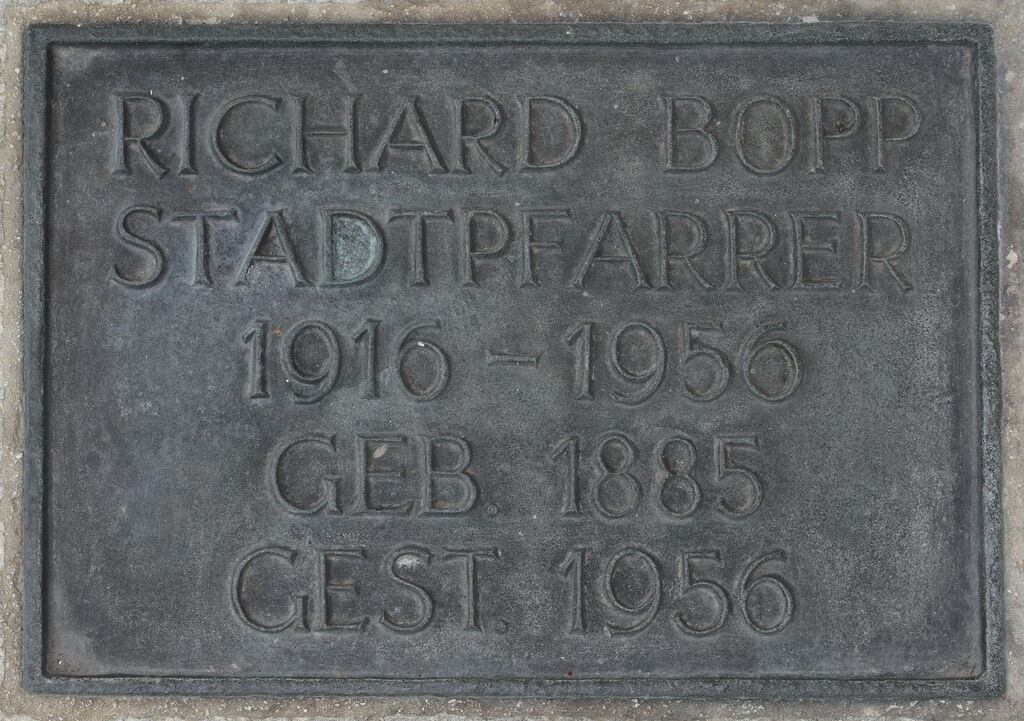 RICHARD BOPP
STADTPFARRER
1916 – 1956
GEB. 1885
GEST. 1956